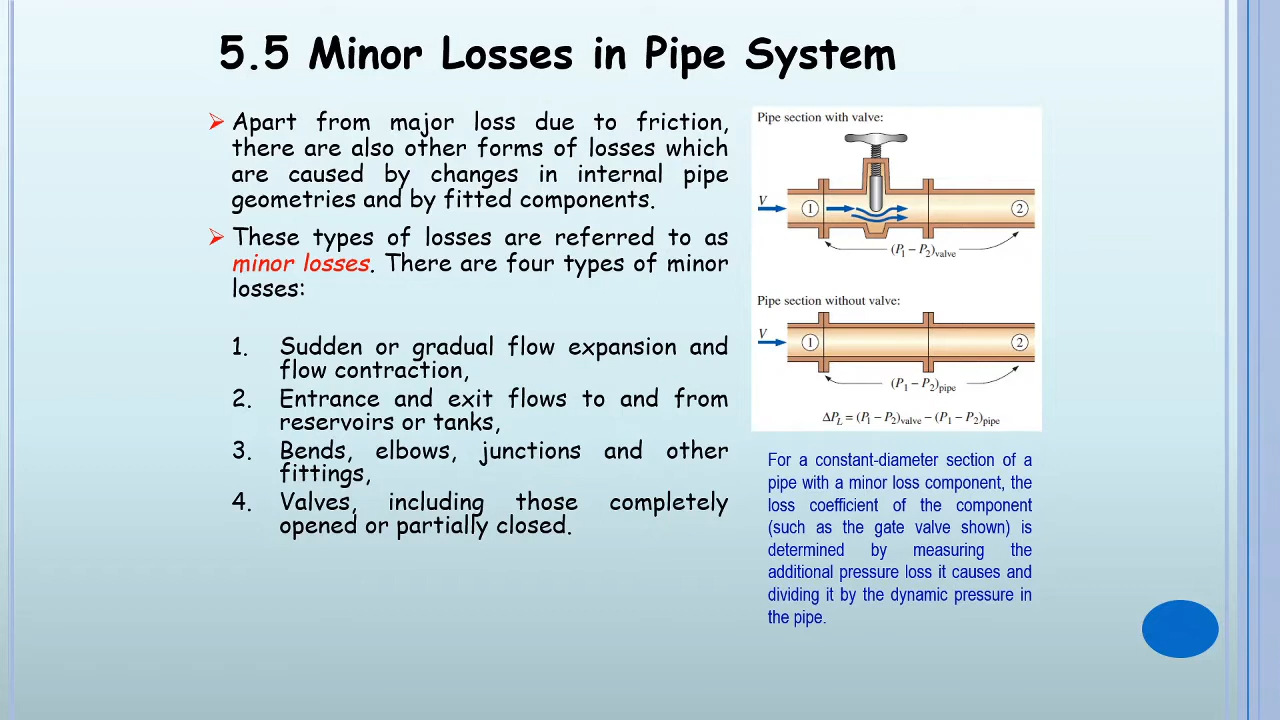 5.5 Minor Losses in Pipe System
➢ Apart from major loss due to friction,
there are also other forms of losses which
are caused by changes in internal pipe
geometries and by fitted components.
➢ These types of losses are referred to as
minor losses. There are four types of minor
losses:
1. Sudden or gradual flow expansion and
flow contraction,
2. Entrance and exit flows to and from
reservoirs or tanks,
3. Bends, elbows, junctions and other
fittings,
4. Valves, including those completely
opened or partially closed.
Pipe section with valve:
V
1 2
(P1 − P2)valve
Pipe section without valve:
V
1 2
(P1 − P2)pipe
ΔPL = (P1 − P2)valve − (P1 − P2)pipe
For a constant-diameter section of a
pipe with a minor loss component, the
loss coefficient of the component
(such as the gate valve shown) is
determined by measuring the
additional pressure loss it causes and
dividing it by the dynamic pressure in
the pipe.